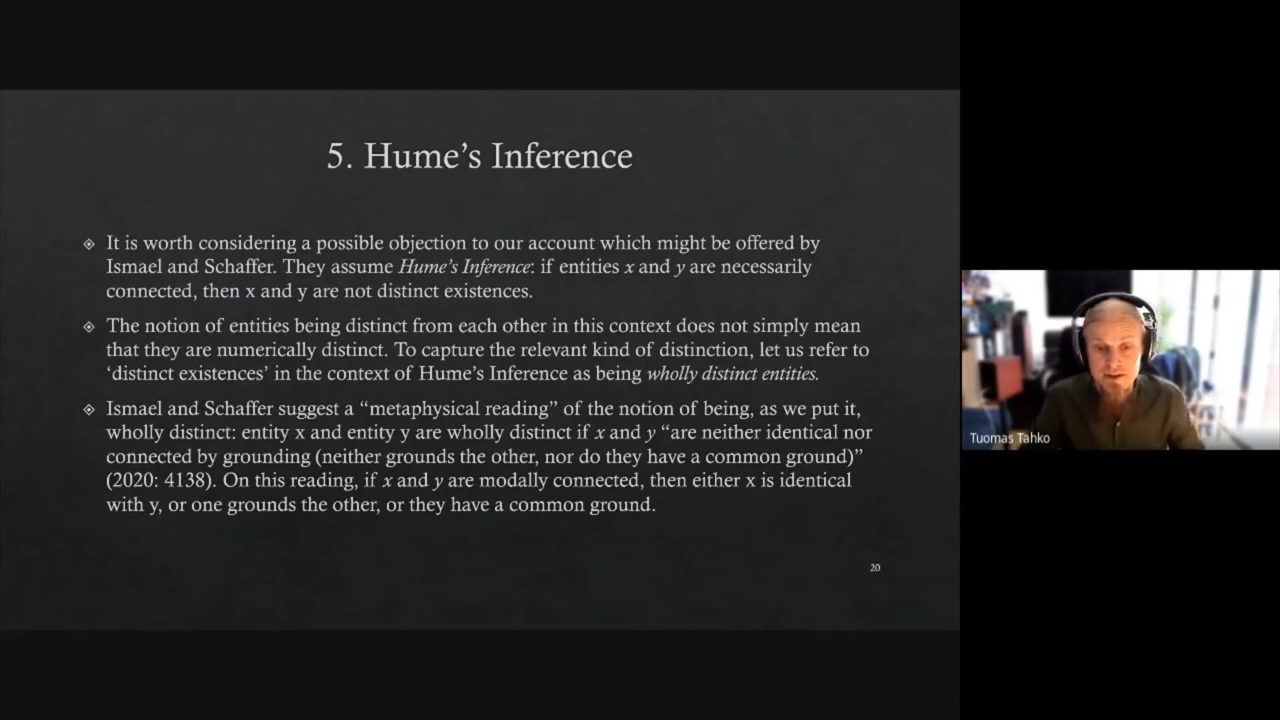 5. Hume’s Inference
It is worth considering a possible objection to our account which might be offered by
Ismael and Schaffer. They assume Hume’s Inference: if entities x and y are necessarily
connected, then x and y are not distinct existences.
The notion of entities being distinct from each other in this context does not simply mean
that they are numerically distinct. To capture the relevant kind of distinction, let us refer to
‘distinct existences’ in the context of Hume’s Inference as being wholly distinct entities.
Ismael and Schaffer suggest a “metaphysical reading” of the notion of being, as we put it,
wholly distinct: entity x and entity y are wholly distinct if x and y “are neither identical nor
connected by grounding (neither grounds the other, nor do they have a common ground)”
(2020: 4138). On this reading, if x and y are modally connected, then either x is identical
with y, or one grounds the other, or they have a common ground.
20
Tuomas Tahko